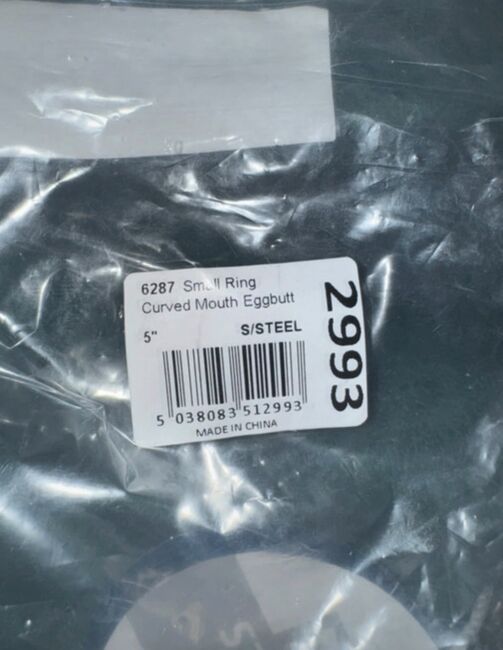 6287 Small Ring
Curved Mouth Eggbutt
5" S/STEEL
5 038083 512993
MADE IN CHINA
2993